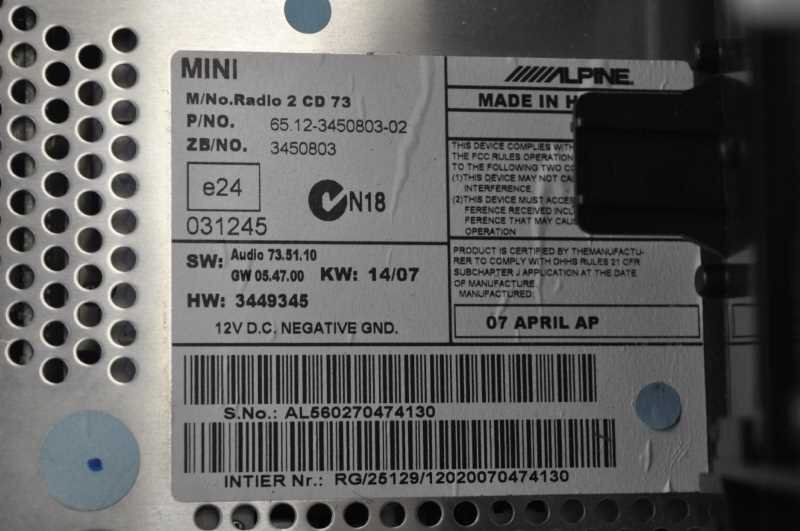 MINI
M/No.Radio 2 CD 73
P/NO. 65.12-3450803-02
ZB/NO. 3450803
e24
031245
N18
SW: Audio 73.51.10
GW 05.47.00 KW: 14/07
HW: 3449345
12V D.C. NEGATIVE GND.
ALPINE
MADE IN
THIS DEVICE COMPLIES WITH
THE FCC RULES OPERATION
TO THE FOLLOWING TWO
(1)THIS DEVICE MAY NOT
INTERFERENCE.
(2)THIS DEVICE MUST
FERENCE RECEIVED
FERENCE THAT MAY
OPERATION
PRODUCT IS CERTIFIED BY THEMANUFACTU-
RER TO COMPLY WITH DHHS RULES 21 CFR
SUBCHAPTER J APPLICATION AT THE DATE
OF MANUFACTURE.
MANUFACTURED:
07 APRIL AP
S.No.: AL560270474130
INTIER Nr.: RG/25129/12020070474130